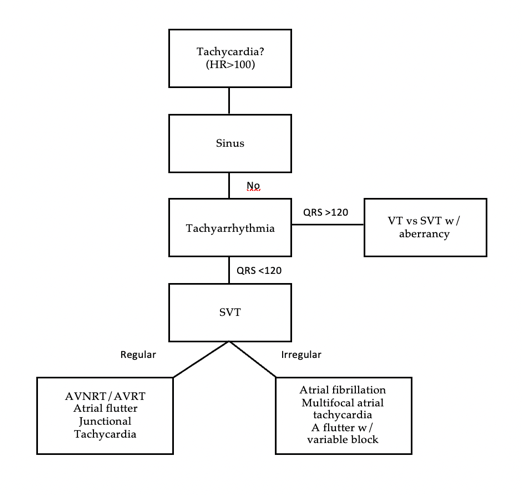 Tachycardia?
(HR>100)
Sinus
No
Tachyarrhythmia
QRS >120
VT vs SVT w/
aberrancy
QRS <120
SVT
Regular
Irregular
AVNRT/AVRT
Atrial flutter
Junctional
Tachycardia
Atrial fibrillation
Multifocal atrial
tachycardia
A flutter w/
variable block